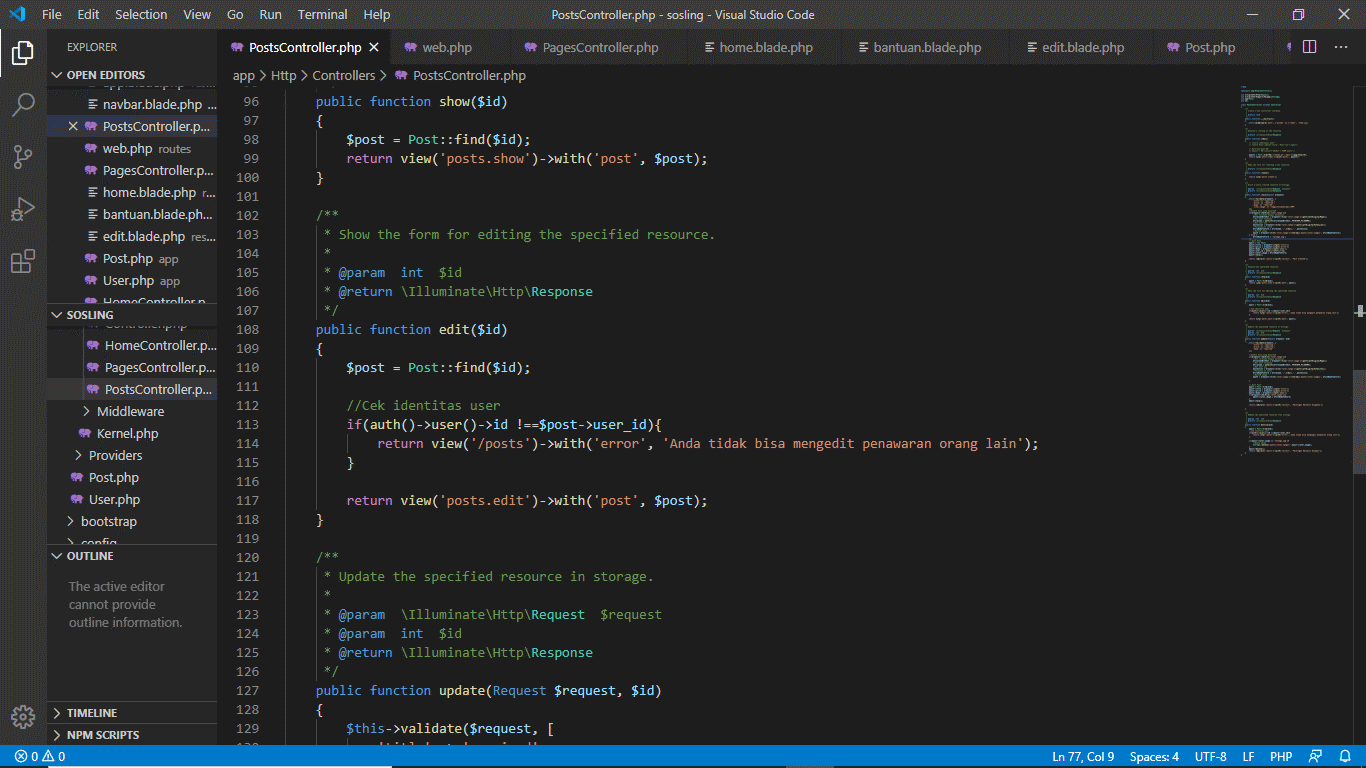 File Edit Selection View Go Run Terminal Help PostsController.php - sosling - Visual Studio Code
EXPLORER
OPEN EDITORS
navbar.blade.php ...
PostsController.p...
web.php routes
PagesController.p...
home.blade.php r...
bantuan.blade.ph...
edit.blade.php res...
Post.php app
User.php app
HomeController.p...
SOSLING
Controller.php
HomeController.p...
PagesController.p...
PostsController.p...
Middleware
Kernel.php
Providers
Post.php
User.php
bootstrap
config
OUTLINE
The active editor
cannot provide
outline information.
TIMELINE
NPM SCRIPTS
PostsController.php web.php PagesController.php home.blade.php bantuan.blade.php edit.blade.php Post.php
app > Http > Controllers > PostsController.php
96 public function show($id)
97 {
98 $post = Post::find($id);
99 return view('posts.show')->with('post', $post);
100 }
101
102 /**
103 * Show the form for editing the specified resource.
104 *
105 * @param int $id
106 * @return \Illuminate\Http\Response
107 */
108 public function edit($id)
109 {
110 $post = Post::find($id);
111
112 //Cek identitas user
113 if(auth()->user()->id !==$post->user_id){
114 return view('/posts')->with('error', 'Anda tidak bisa mengedit penawaran orang lain');
115 }
116
117 return view('posts.edit')->with('post', $post);
118 }
119
120 /**
121 * Update the specified resource in storage.
122 *
123 * @param \Illuminate\Http\Request $request
124 * @param int $id
125 * @return \Illuminate\Http\Response
126 */
127 public function update(Request $request, $id)
128 {
129 $this->validate($request, [
0 0 Ln 77, Col 9 Spaces: 4 UTF-8 LF PHP